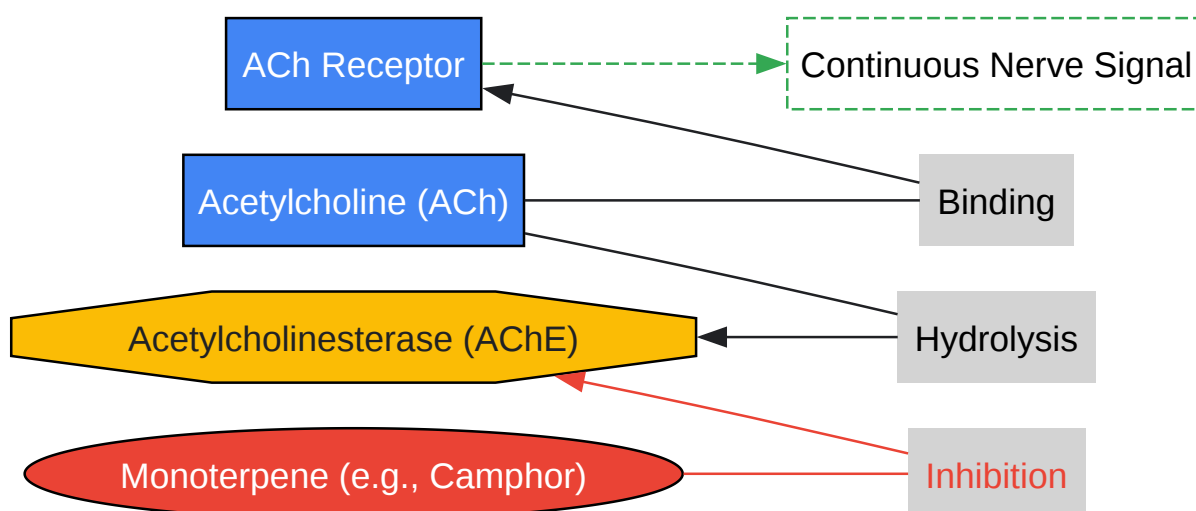 ACh Receptor
Continuous Nerve Signal
Acetylcholine (ACh)
Binding
Acetylcholinesterase (AChE)
Hydrolysis
Monoterpene (e.g., Camphor)
Inhibition